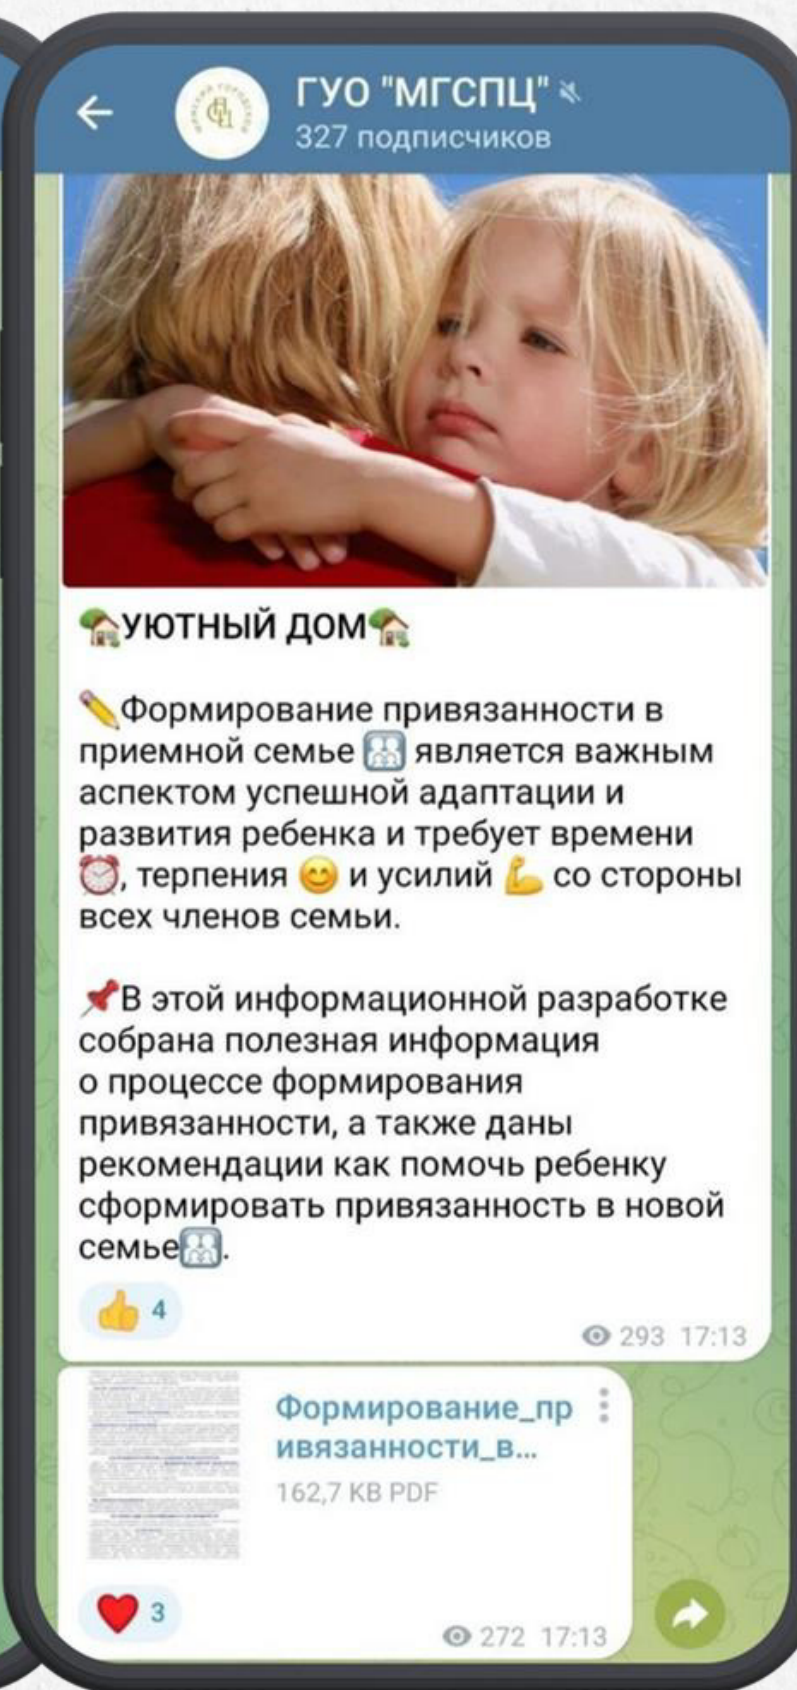 ГУО "МГСПЦ"
327 подписчиков
🏡УЮТНЫЙ ДОМ🏡
✏️Формирование привязанности в
приемной семье 👪 является важным
аспектом успешной адаптации и
развития ребенка и требует времени
⏰, терпения 😊 и усилий 💪 со стороны
всех членов семьи.
📌В этой информационной разработке
собрана полезная информация
о процессе формирования
привязанности, а также даны
рекомендации как помочь ребенку
сформировать привязанность в новой
семье👪.
👍 4
293 17:13
Формирование_пр
ивязанности_в...
162,7 KB PDF
❤️ 3
272 17:13